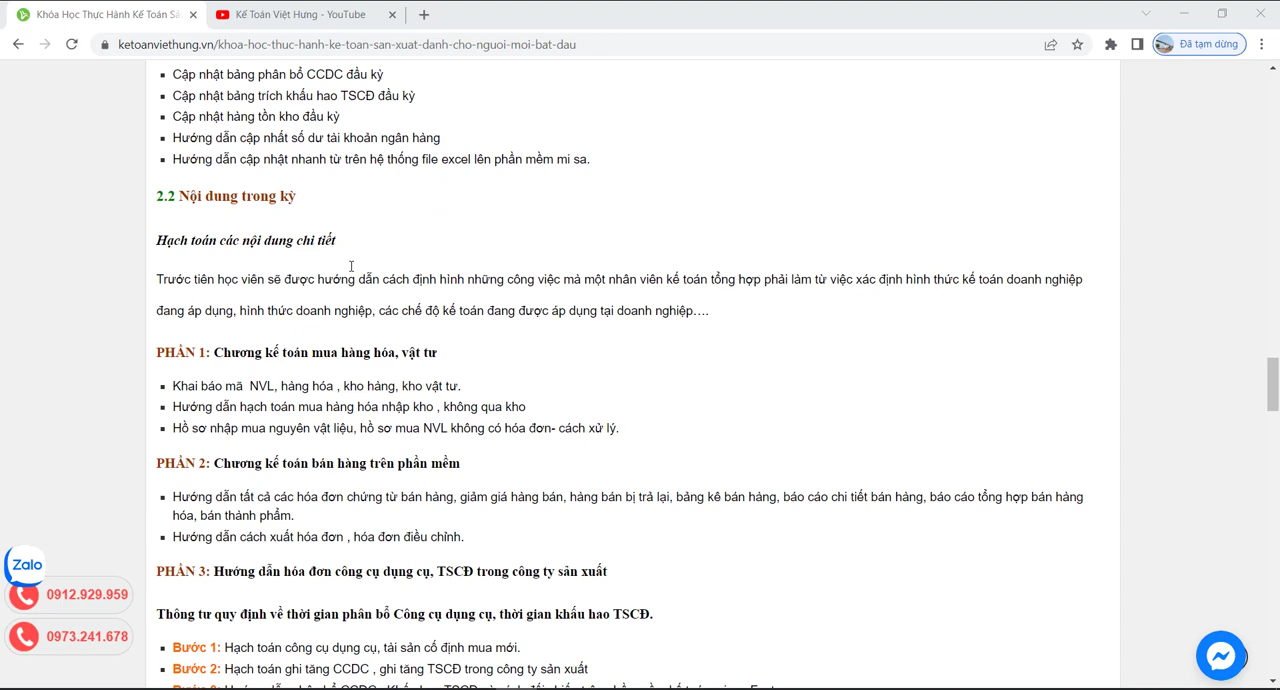 Khóa Học Thực Hành Kế Toán Sả
Kế Toán Việt Hưng - YouTube
ketoanviethung.vn/khoa-hoc-thuc-hanh-ke-toan-san-xuat-danh-cho-nguoi-moi-bat-dau
Đã tạm dừng
Cập nhật bảng phân bổ CCDC đầu kỳ
Cập nhật bảng trích khấu hao TSCĐ đầu kỳ
Cập nhật hàng tồn kho đầu kỳ
Hướng dẫn cập nhất số dư tài khoản ngân hàng
Hướng dẫn cập nhật nhanh từ trên hệ thống file excel lên phần mềm mi sa.
2.2 Nội dung trong kỳ
Hạch toán các nội dung chi tiết
Trước tiên học viên sẽ được hướng dẫn cách định hình những công việc mà một nhân viên kế toán tổng hợp phải làm từ việc xác định hình thức kế toán doanh nghiệp
đang áp dụng, hình thức doanh nghiệp, các chế độ kế toán đang được áp dụng tại doanh nghiệp….
PHẦN 1: Chương kế toán mua hàng hóa, vật tư
Khai báo mã  NVL, hàng hóa , kho hàng, kho vật tư.
Hướng dẫn hạch toán mua hàng hóa nhập kho , không qua kho
Hồ sơ nhập mua nguyên vật liệu, hồ sơ mua NVL không có hóa đơn- cách xử lý.
PHẦN 2: Chương kế toán bán hàng trên phần mềm
Hướng dẫn tất cả các hóa đơn chứng từ bán hàng, giảm giá hàng bán, hàng bán bị trả lại, bảng kê bán hàng, báo cáo chi tiết bán hàng, báo cáo tổng hợp bán hàng
hóa, bán thành phẩm.
Hướng dẫn cách xuất hóa đơn , hóa đơn điều chỉnh.
PHẦN 3: Hướng dẫn hóa đơn công cụ dụng cụ, TSCĐ trong công ty sản xuất
Thông tư quy định về thời gian phân bổ Công cụ dụng cụ, thời gian khấu hao TSCĐ.
Bước 1: Hạch toán công cụ dụng cụ, tài sản cố định mua mới.
Bước 2: Hạch toán ghi tăng CCDC , ghi tăng TSCĐ trong công ty sản xuất
Zalo
0912.929.959
0973.241.678